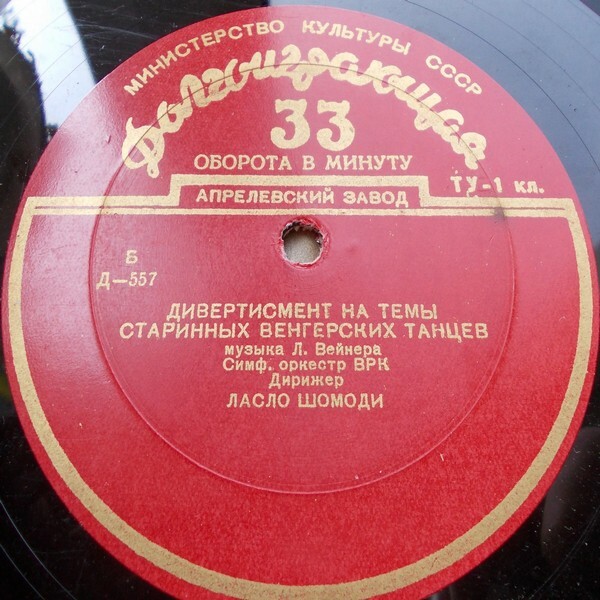 МИНИСТЕРСТВО КУЛЬТУРЫ СССР
Долгоиграющая
33
ОБОРОТА В МИНУТУ
ТУ-1 кл.
АПРЕЛЕВСКИЙ ЗАВОД
Б
Д—557
ДИВЕРТИСМЕНТ НА ТЕМЫ
СТАРИННЫХ ВЕНГЕРСКИХ ТАНЦЕВ
музыка Л. Вейнера
Симф. оркестр ВРК
Дирижер
ЛАСЛО ШОМОДИ